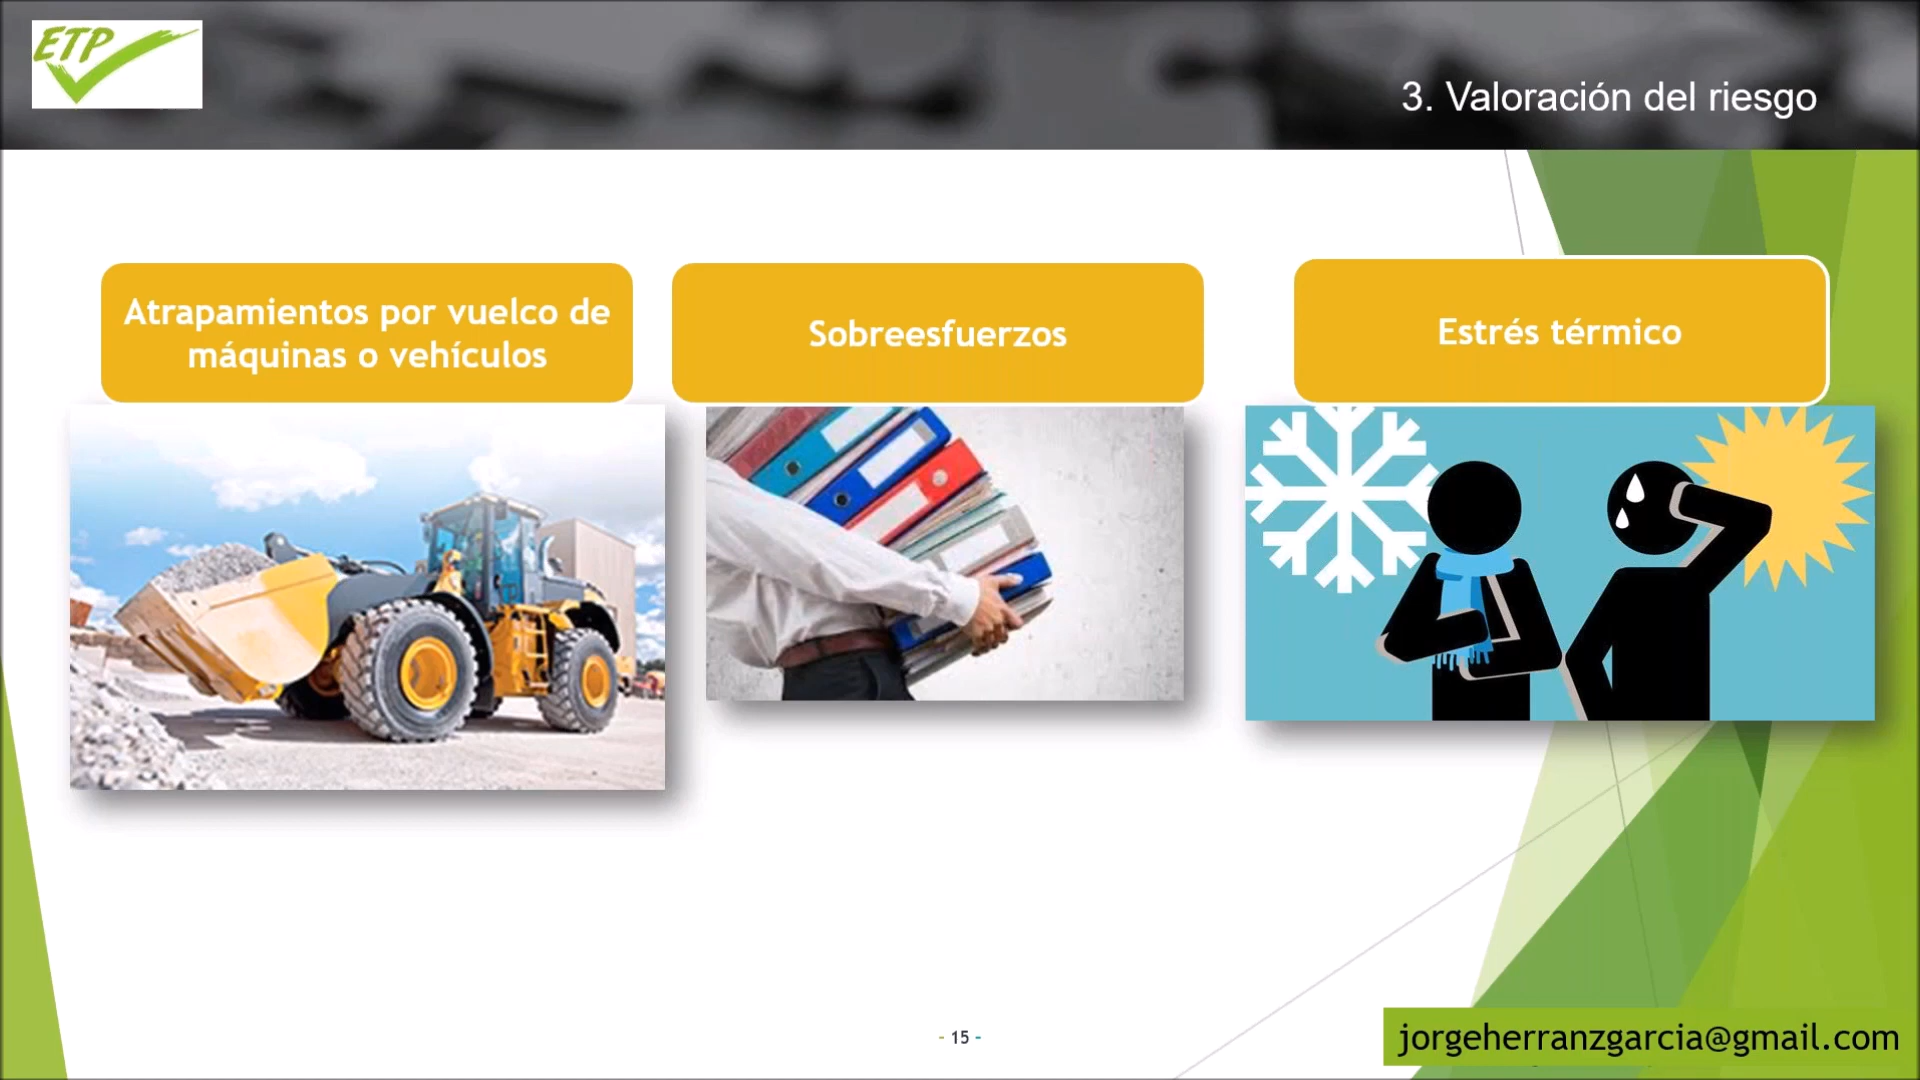 ETP
3. Valoración del riesgo
Atrapamientos por vuelco de
máquinas o vehículos
Sobreesfuerzos
Estrés térmico
- 15 -
jorgeherranzgarcia@gmail.com